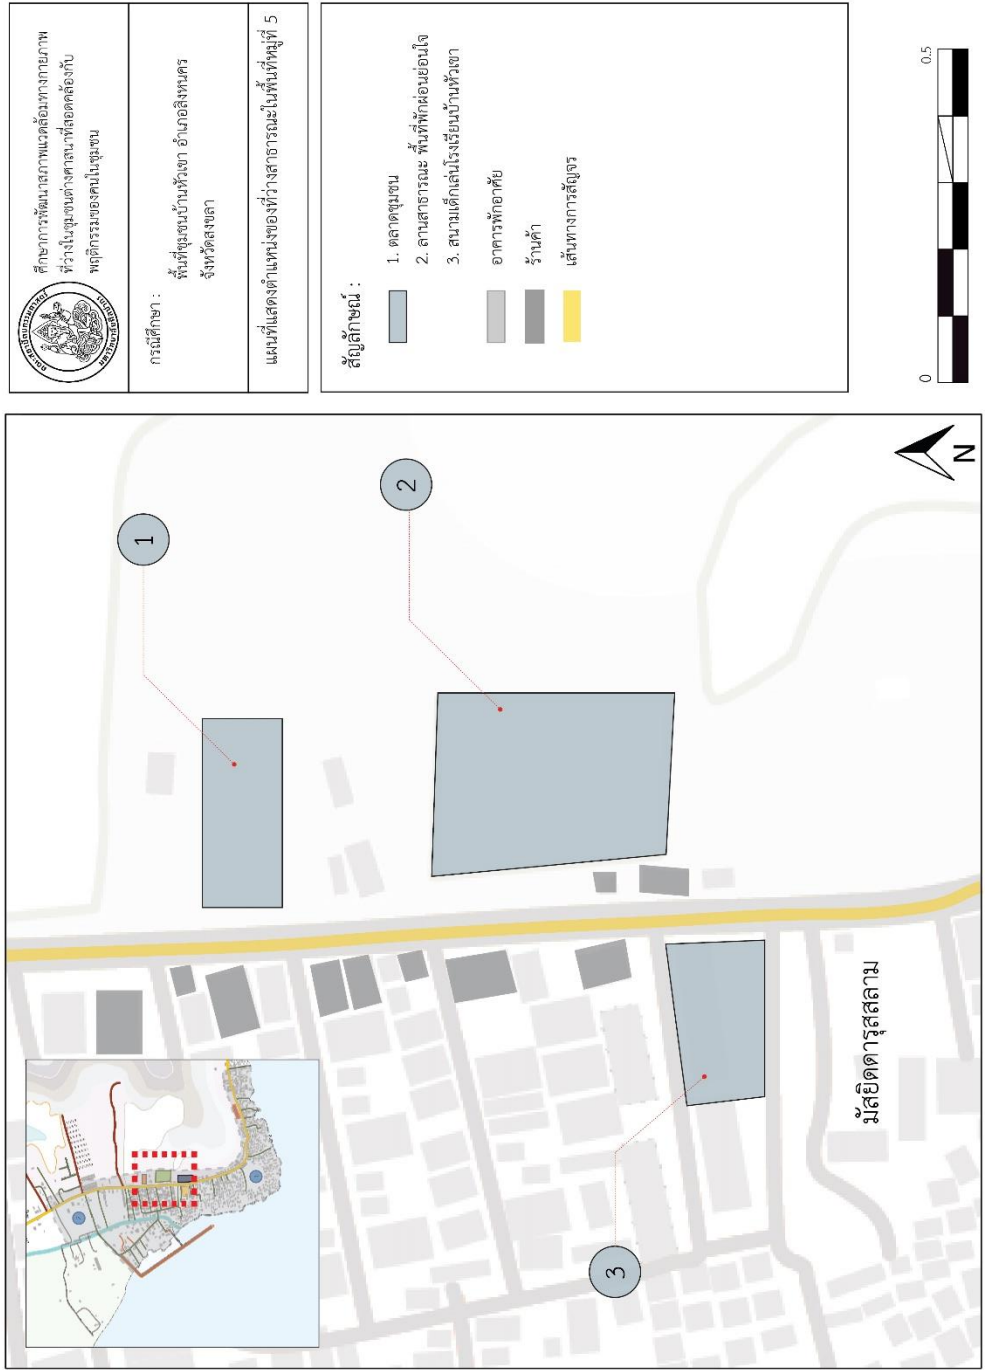 ศึกษาการพัฒนาสภาพแวดล้อมทางกายภาพ
ที่ว่างในชุมชนต่างศาสนาที่สอดคล้องกับ
พฤติกรรมของคนในชุมชน
กรณีศึกษา :
พื้นที่ชุมชนบ้านหัวเขา อำเภอสิงหนคร
จังหวัดสงขลา
แผนที่แสดงตำแหน่งของที่ว่างสาธารณะในพื้นที่หมู่ที่ 5
สัญลักษณ์ :
1. ตลาดชุมชน
2. ลานสาธารณะ พื้นที่พักผ่อนหย่อนใจ
3. สนามเด็กเล่นโรงเรียนบ้านหัวเขา
อาคารพักอาศัย
ร้านค้า
เส้นทางการสัญจร
0
0.5
1
2
3
N
มัสยิดดารุสสลาม